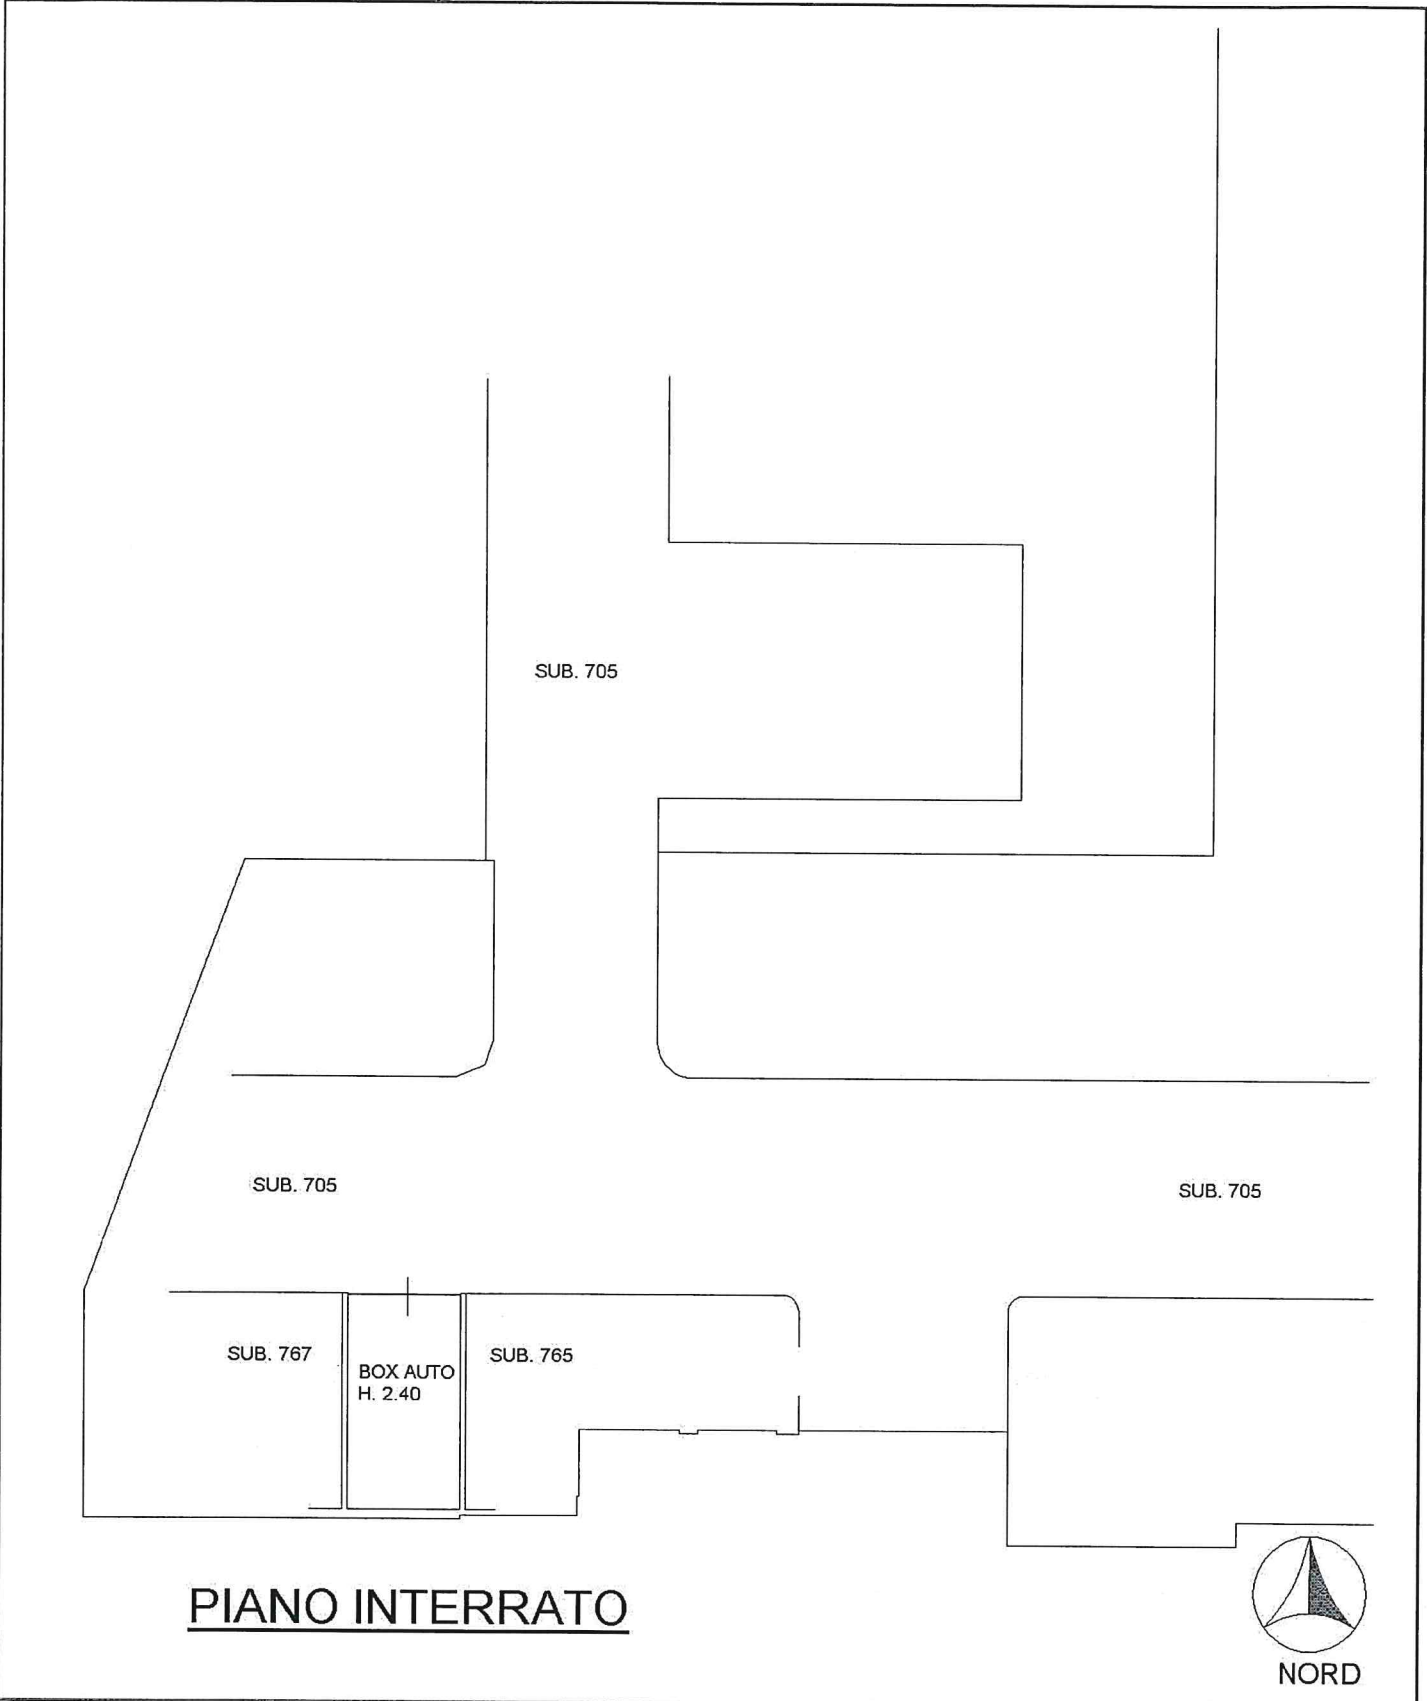 SUB. 705
SUB. 705
SUB. 705
SUB. 767
BOX AUTO
H. 2.40
SUB. 765
PIANO INTERRATO
NORD